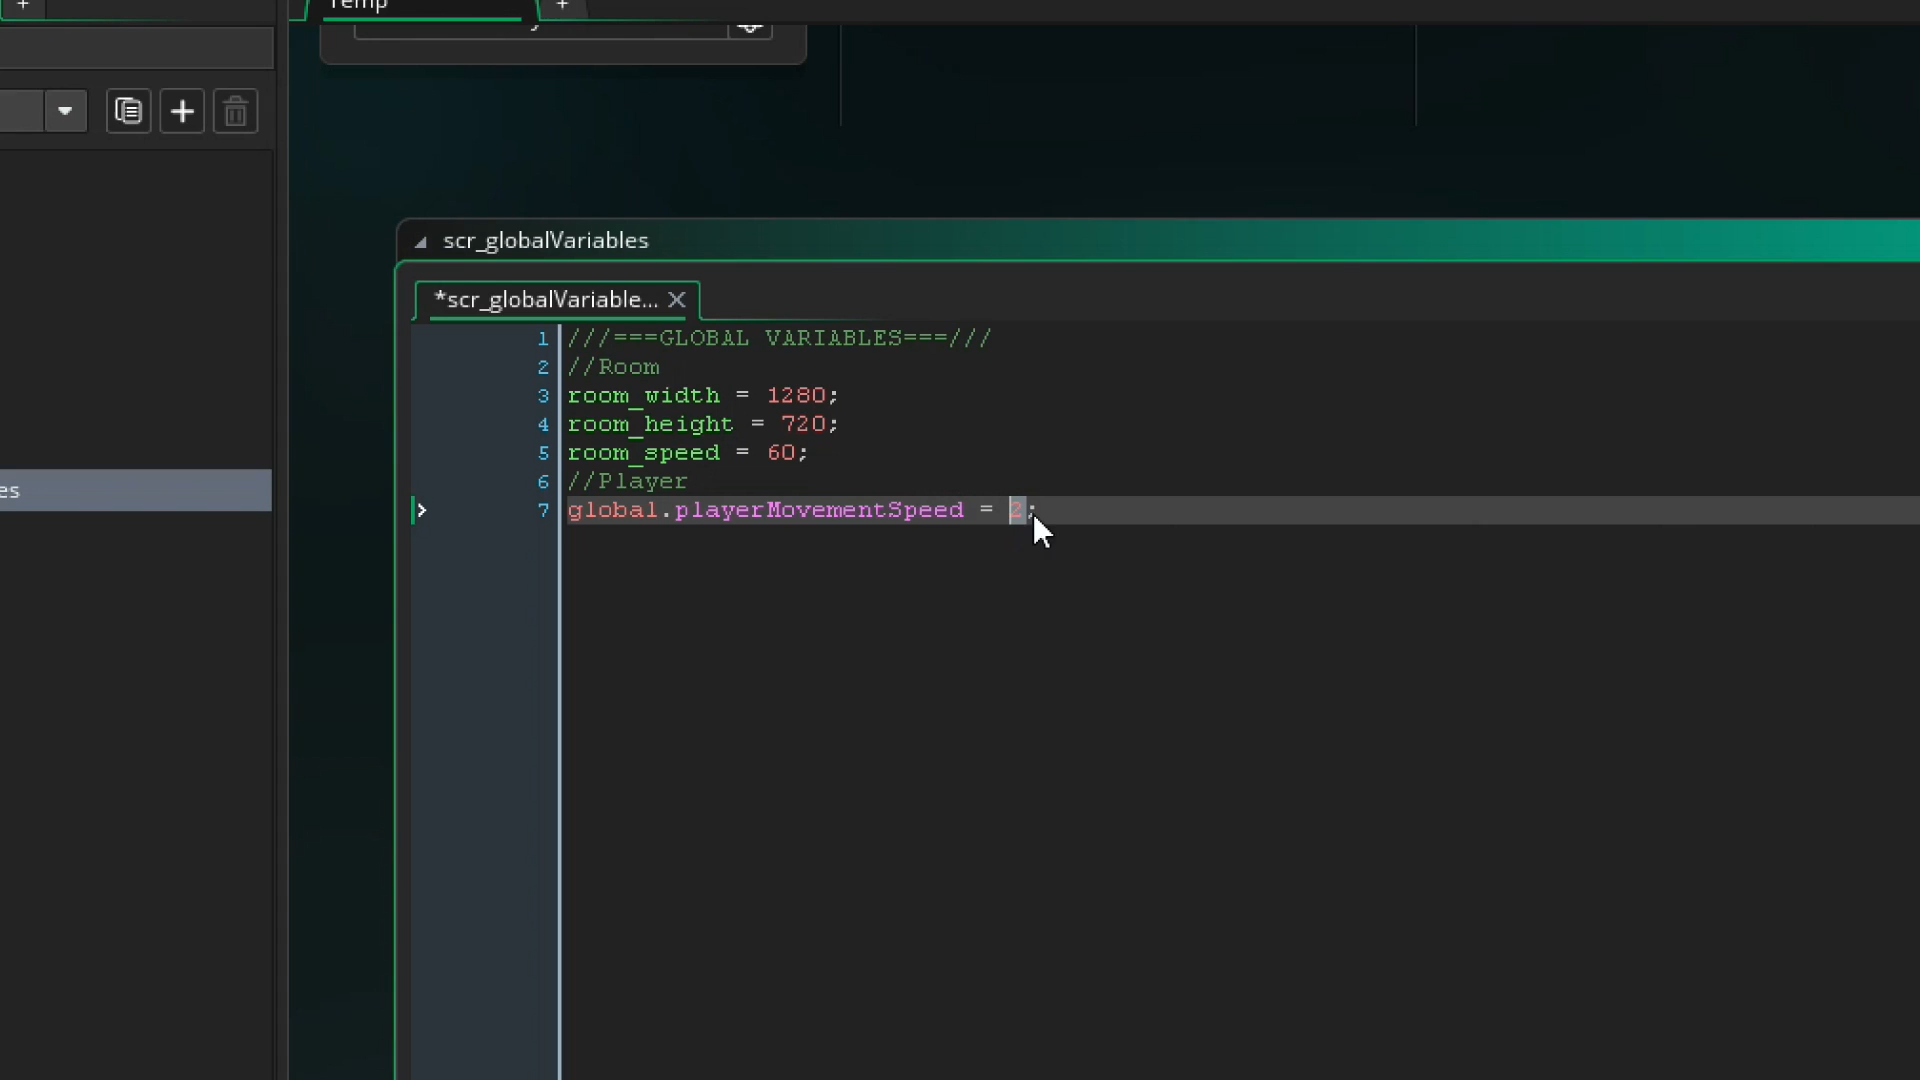 Temp
scr_globalVariables
*scr_globalVariable...
1 ///===GLOBAL VARIABLES===///
2 //Room
3 room_width = 1280;
4 room_height = 720;
5 room_speed = 60;
6 //Player
es
7 global.playerMovementSpeed = 2;